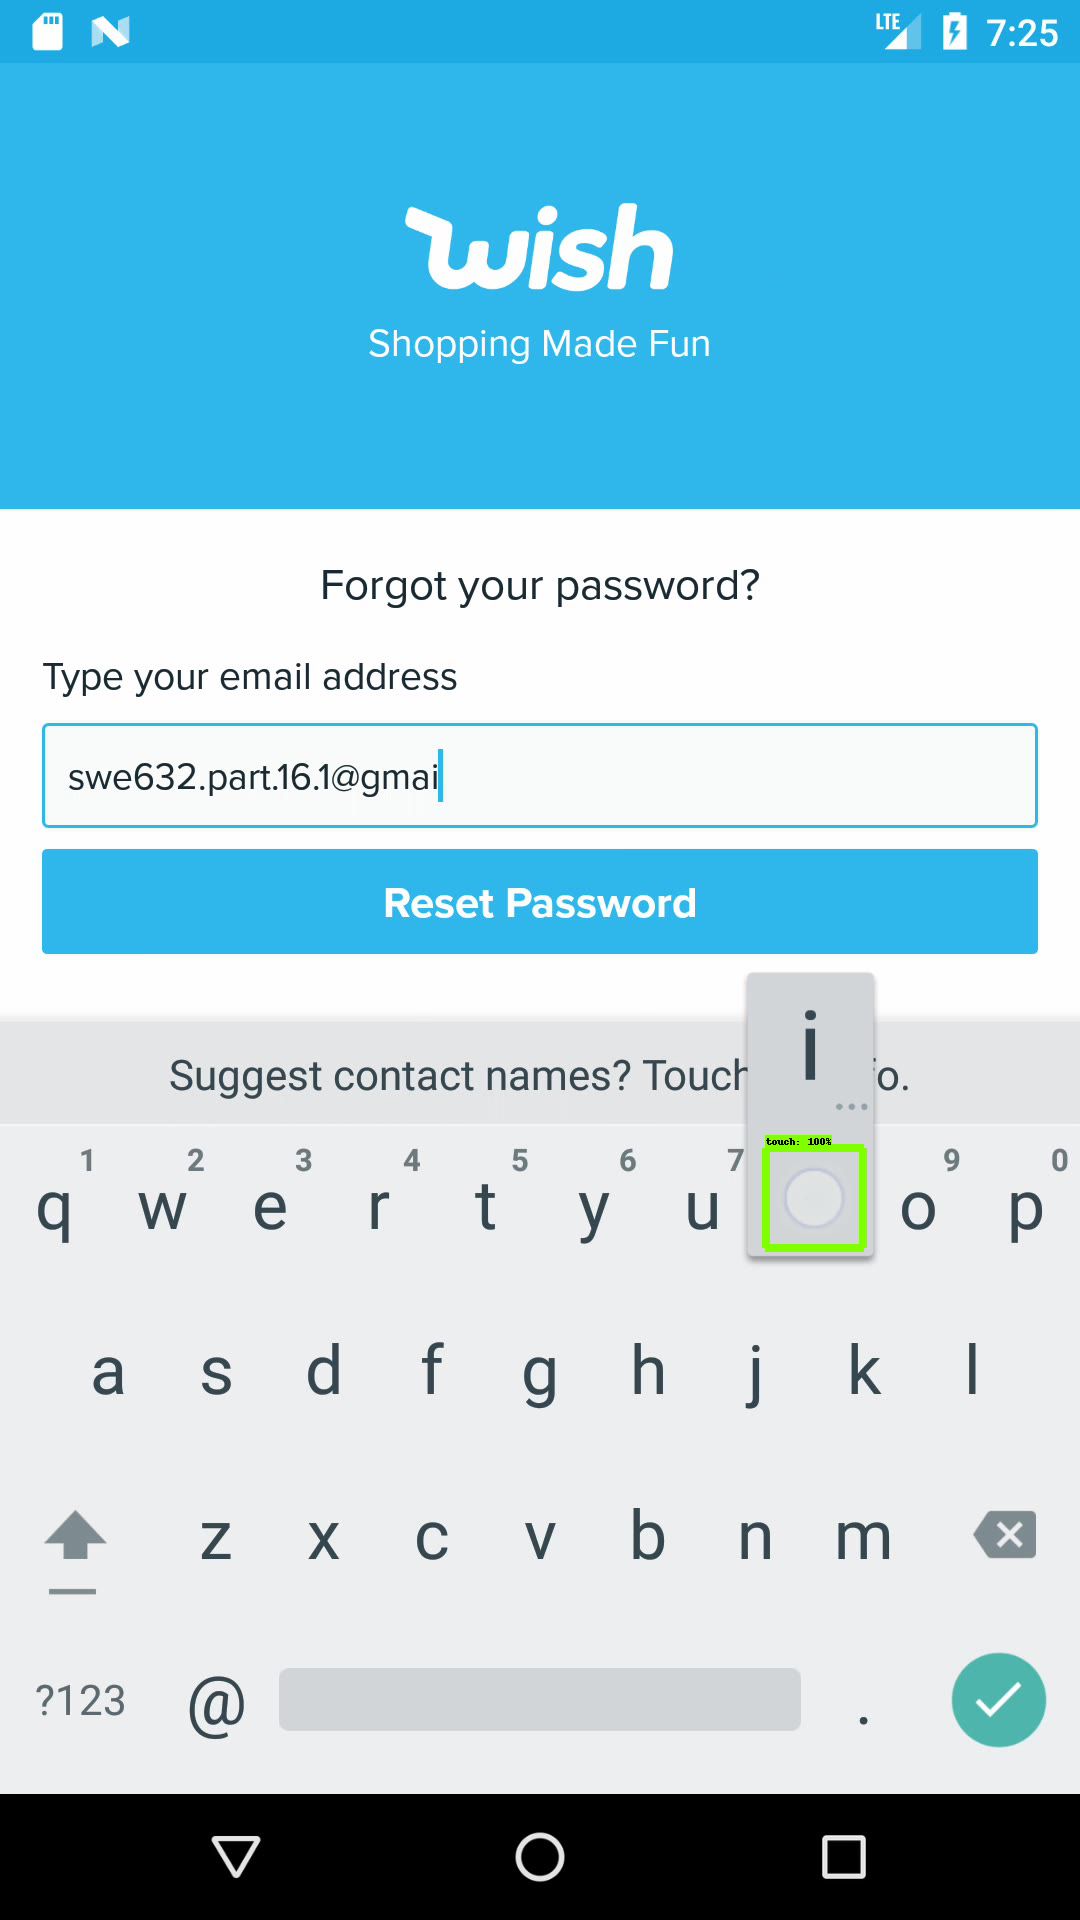 LTE 7:25
wish
Shopping Made Fun
Forgot your password?
Type your email address
swe632.part.16.1@gmai
Reset Password
i
Suggest contact names? Touch fo.
touch: 100%
1 2 3 4 5 6 7 9 0
q w e r t y u o p
a s d f g h j k l
z x c v b n m
?123 @ .